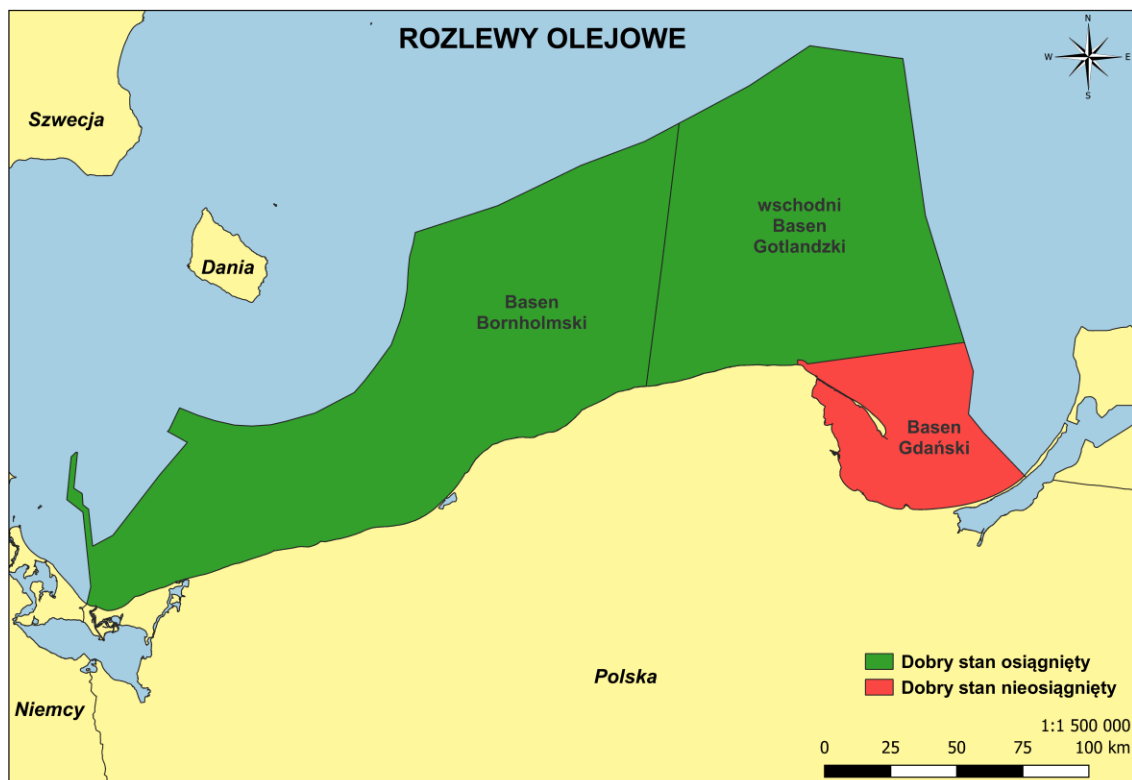 ROZLEWY OLEJOWE
N
W
E
S
Szwecja
wschodni
Basen
Gotlandzki
Dania
Basen
Bornholmski
Basen
Gdański
Polska
Niemcy
Dobry stan osiągnięty
Dobry stan nieosiągnięty
1:1 500 000
0 25 50 75 100 km